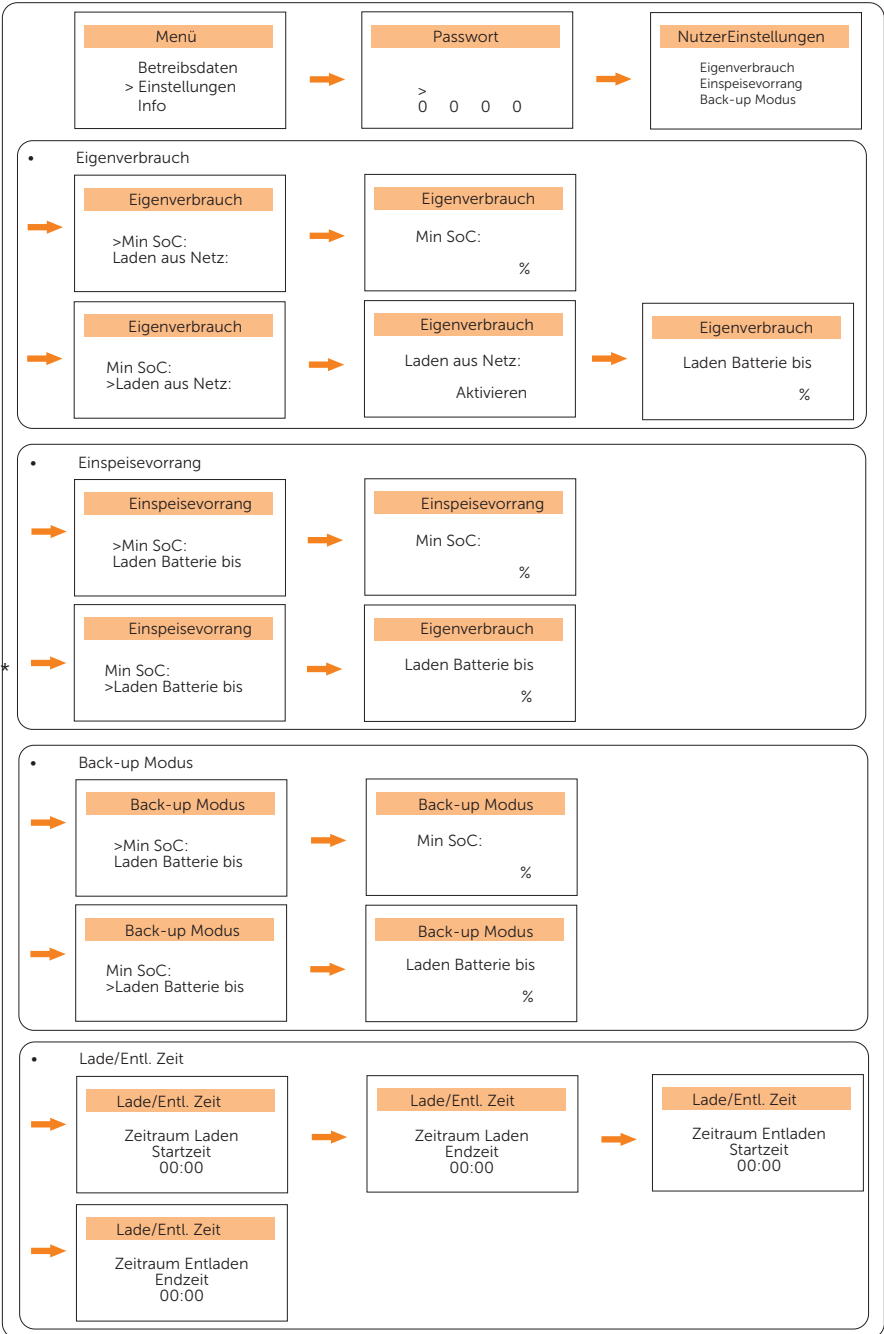 Menü
Betreibsdaten
> Einstellungen
Info
Passwort
>
0 0 0 0
NutzerEinstellungen
Eigenverbrauch
Einspeisevorrang
Back-up Modus
• Eigenverbrauch
Eigenverbrauch
>Min SoC:
Laden aus Netz:
Eigenverbrauch
Min SoC:
%
Eigenverbrauch
Min SoC:
>Laden aus Netz:
Eigenverbrauch
Laden aus Netz:
Aktivieren
Eigenverbrauch
Laden Batterie bis
%
• Einspeisevorrang
Einspeisevorrang
>Min SoC:
Laden Batterie bis
Einspeisevorrang
Min SoC:
%
*
Einspeisevorrang
Min SoC:
>Laden Batterie bis
Eigenverbrauch
Laden Batterie bis
%
• Back-up Modus
Back-up Modus
>Min SoC:
Laden Batterie bis
Back-up Modus
Min SoC:
%
Back-up Modus
Min SoC:
>Laden Batterie bis
Back-up Modus
Laden Batterie bis
%
• Lade/Entl. Zeit
Lade/Entl. Zeit
Zeitraum Laden
Startzeit
00:00
Lade/Entl. Zeit
Zeitraum Laden
Endzeit
00:00
Lade/Entl. Zeit
Zeitraum Entladen
Startzeit
00:00
Lade/Entl. Zeit
Zeitraum Entladen
Endzeit
00:00